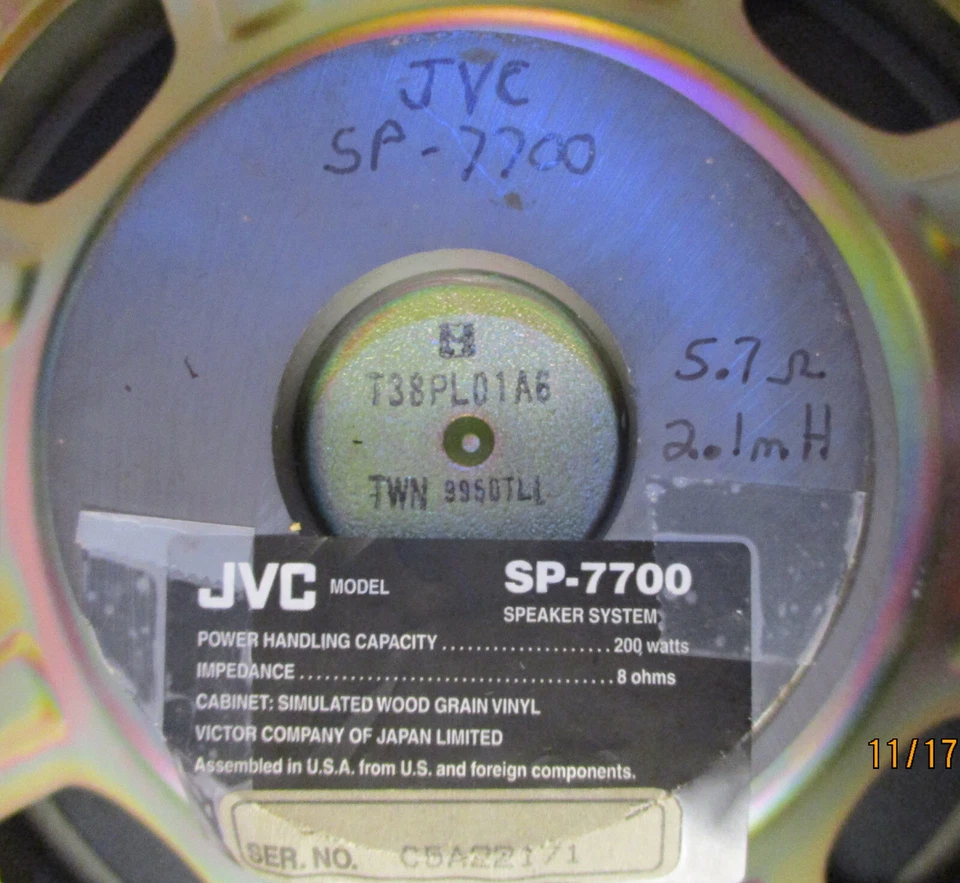 JVC
SP-7700
H
T38PL01A6
TWN 9950TLL
5.7 Ω
2.1mH
JVC MODEL SP-7700
SPEAKER SYSTEM
POWER HANDLING CAPACITY ................... 200 watts
IMPEDANCE ..................................... 8 ohms
CABINET: SIMULATED WOOD GRAIN VINYL
VICTOR COMPANY OF JAPAN LIMITED
Assembled in U.S.A. from U.S. and foreign components.
SER. NO. C5A22171
11/17